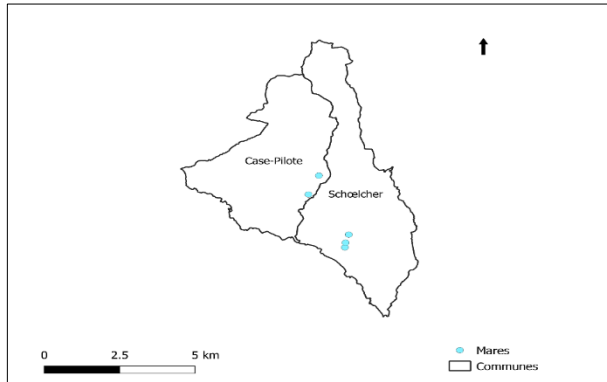 Case-Pilote
Schœlcher
0 2.5 5 km
Mares
Communes